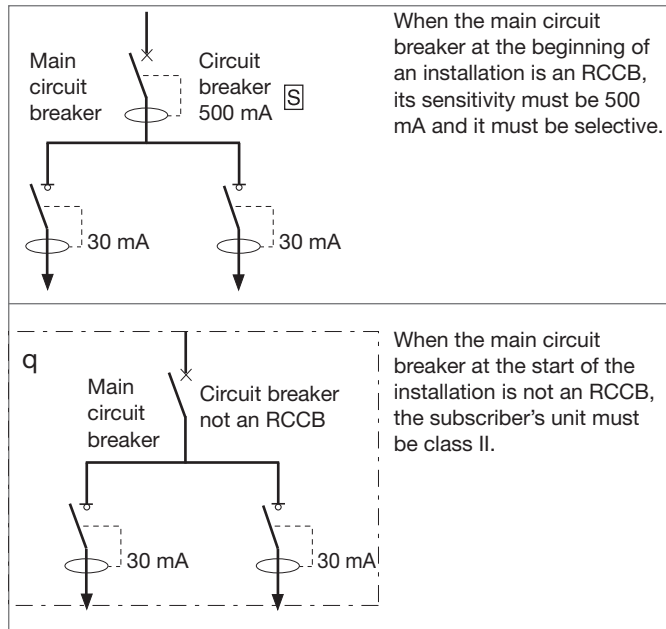 Main
circuit
breaker
Circuit
breaker
500 mA S
30 mA
30 mA
When the main circuit
breaker at the beginning of
an installation is an RCCB,
its sensitivity must be 500
mA and it must be selective.
q
Main
circuit
breaker
Circuit breaker
not an RCCB
30 mA
30 mA
When the main circuit
breaker at the start of the
installation is not an RCCB,
the subscriber's unit must
be class II.